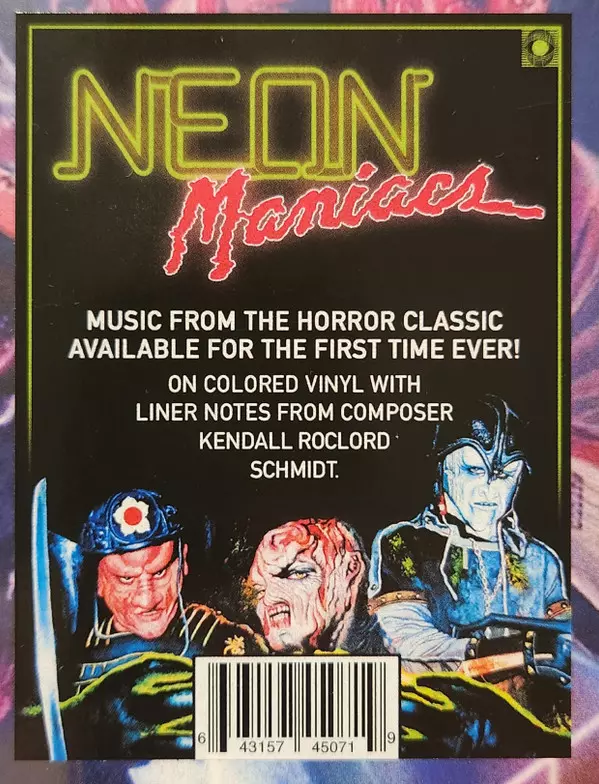 NEON
Maniacs
MUSIC FROM THE HORROR CLASSIC
AVAILABLE FOR THE FIRST TIME EVER!
ON COLORED VINYL WITH
LINER NOTES FROM COMPOSER
KENDALL ROCLORD
SCHMIDT.
6 43157 45071 9